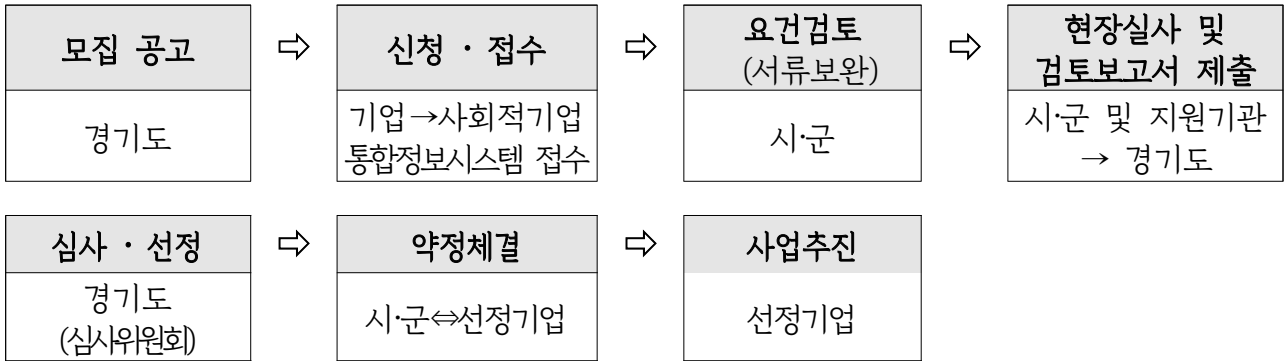 모집 공고
경기도
⇨
신청 · 접수
기업→사회적기업
통합정보시스템 접수
⇨
요건검토
(서류보완)
시·군
⇨
현장실사 및
검토보고서 제출
시·군 및 지원기관
→ 경기도
심사 · 선정
경기도
(심사위원회)
⇨
약정체결
시·군⇔선정기업
⇨
사업추진
선정기업